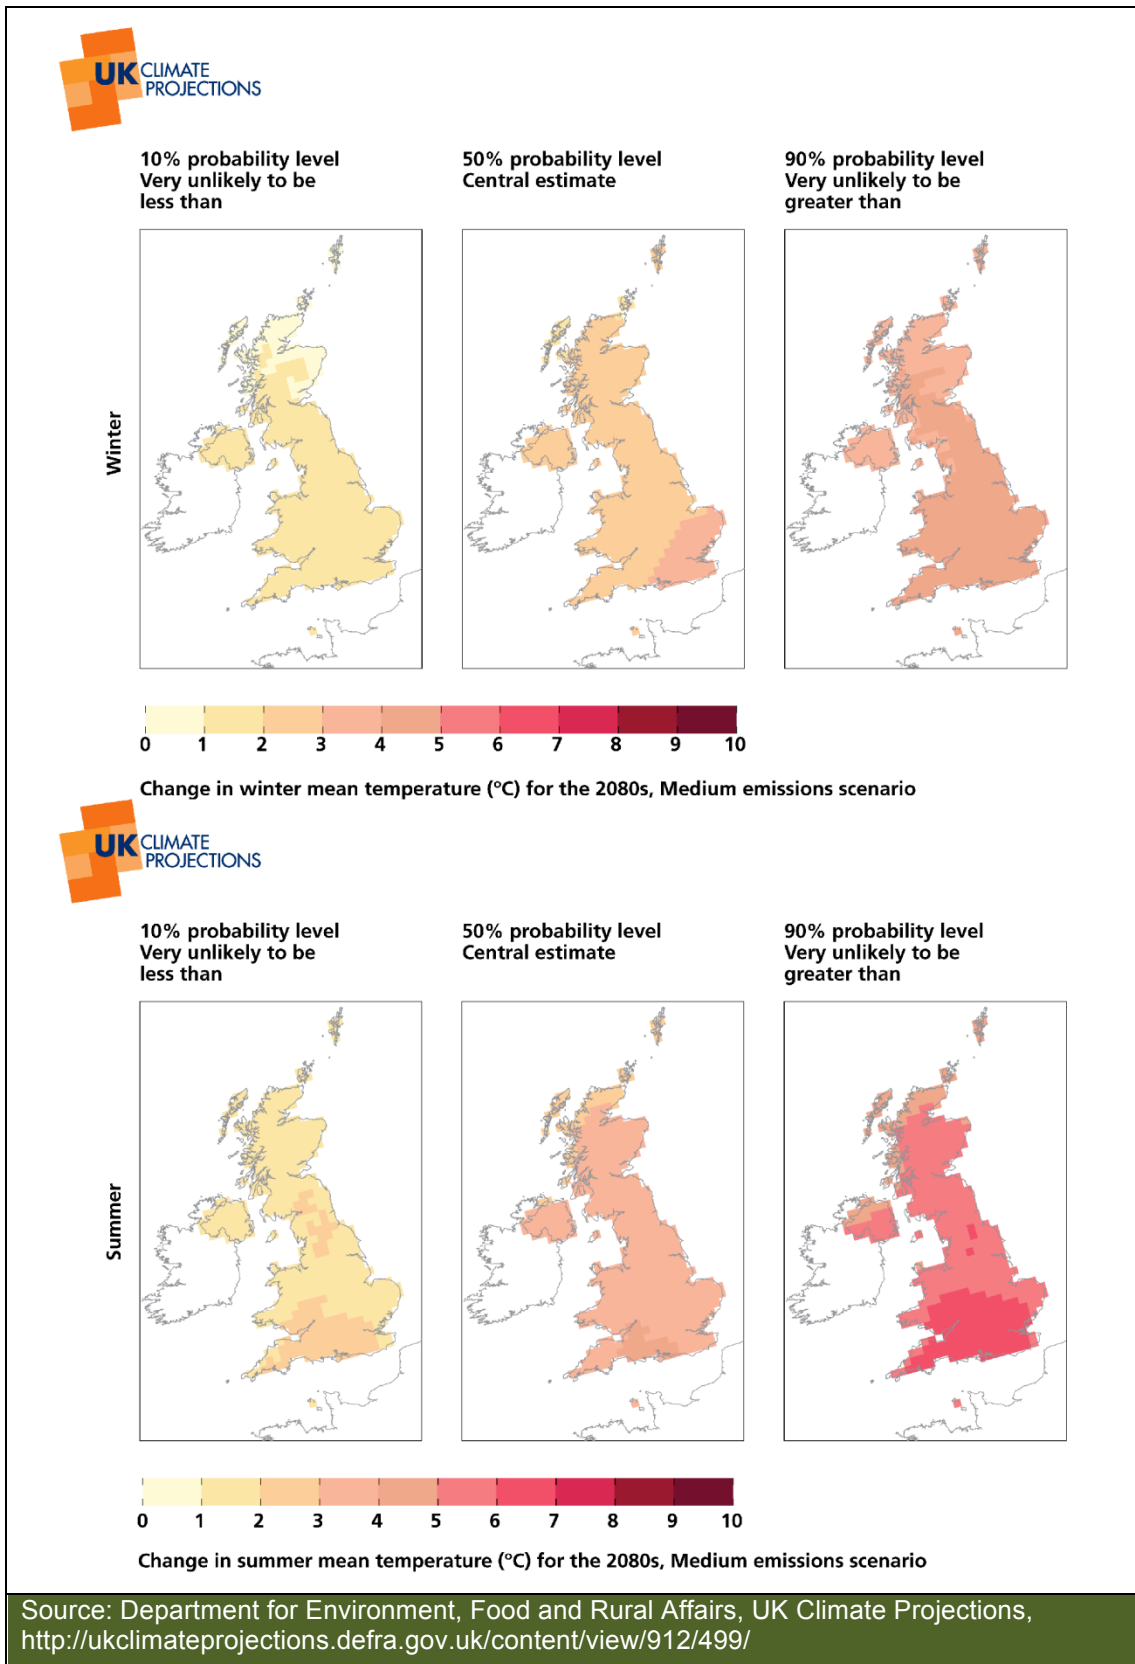 UK CLIMATE
PROJECTIONS
10% probability level
Very unlikely to be
less than
50% probability level
Central estimate
90% probability level
Very unlikely to be
greater than
Winter
0 1 2 3 4 5 6 7 8 9 10
Change in winter mean temperature (°C) for the 2080s, Medium emissions scenario
UK CLIMATE
PROJECTIONS
10% probability level
Very unlikely to be
less than
50% probability level
Central estimate
90% probability level
Very unlikely to be
greater than
Summer
0 1 2 3 4 5 6 7 8 9 10
Change in summer mean temperature (°C) for the 2080s, Medium emissions scenario
Source: Department for Environment, Food and Rural Affairs, UK Climate Projections,
http://ukclimateprojections.defra.gov.uk/content/view/912/499/